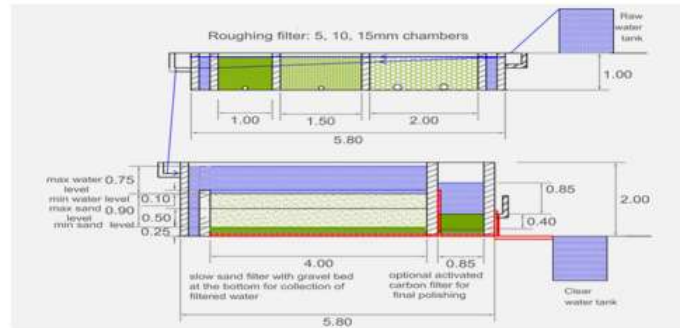 Roughing filter: 5, 10, 15mm chambers
Raw
water
tank
1.00
1.00
1.50
2.00
5.80
max water 0.75
level
min water level 0.10
max sand 0.90
level 0.50
min sand level
0.25
0.85
2.00
0.40
4.00
0.85
slow sand filter with gravel bed
at the bottom for collection of
filtered water
optional activated
carbon filter for
final polishing
Clear
water tank
5.80